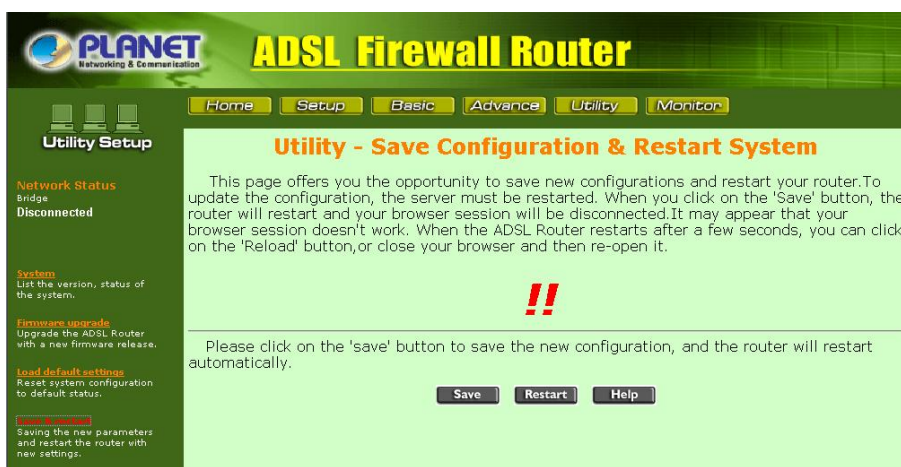 PLANET
Networking & Communication
ADSL Firewall Router
Home Setup Basic Advance Utility Monitor
Utility Setup
Network Status
Bridge
Disconnected
System
List the version, status of
the system.
Firmware upgrade
Upgrade the ADSL Router
with a new firmware release.
Load default settings
Reset system configuration
to default status.
Saving the new parameters
and restart the router with
new settings.
Utility - Save Configuration & Restart System
This page offers you the opportunity to save new configurations and restart your router.To
update the configuration, the server must be restarted. When you click on the 'Save' button, the
router will restart and your browser session will be disconnected.It may appear that your
browser session doesn't work. When the ADSL Router restarts after a few seconds, you can click
on the 'Reload' button,or close your browser and then re-open it.
!!
Please click on the 'save' button to save the new configuration, and the router will restart
automatically.
Save Restart Help